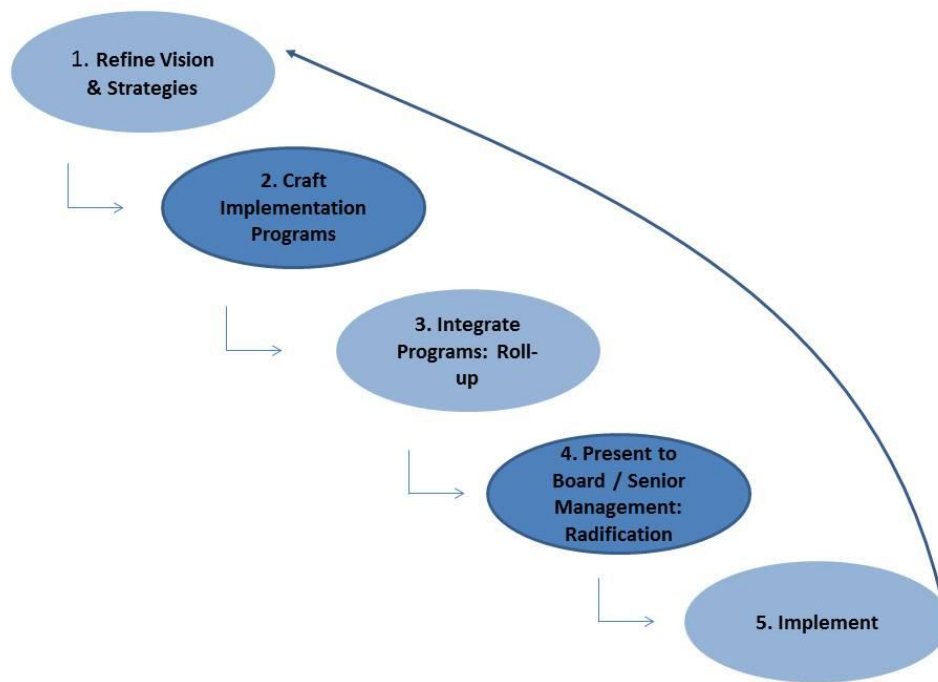 1. Refine Vision
& Strategies
2. Craft
Implementation
Programs
3. Integrate
Programs: Roll-
up
4. Present to
Board / Senior
Management:
Radification
5. Implement